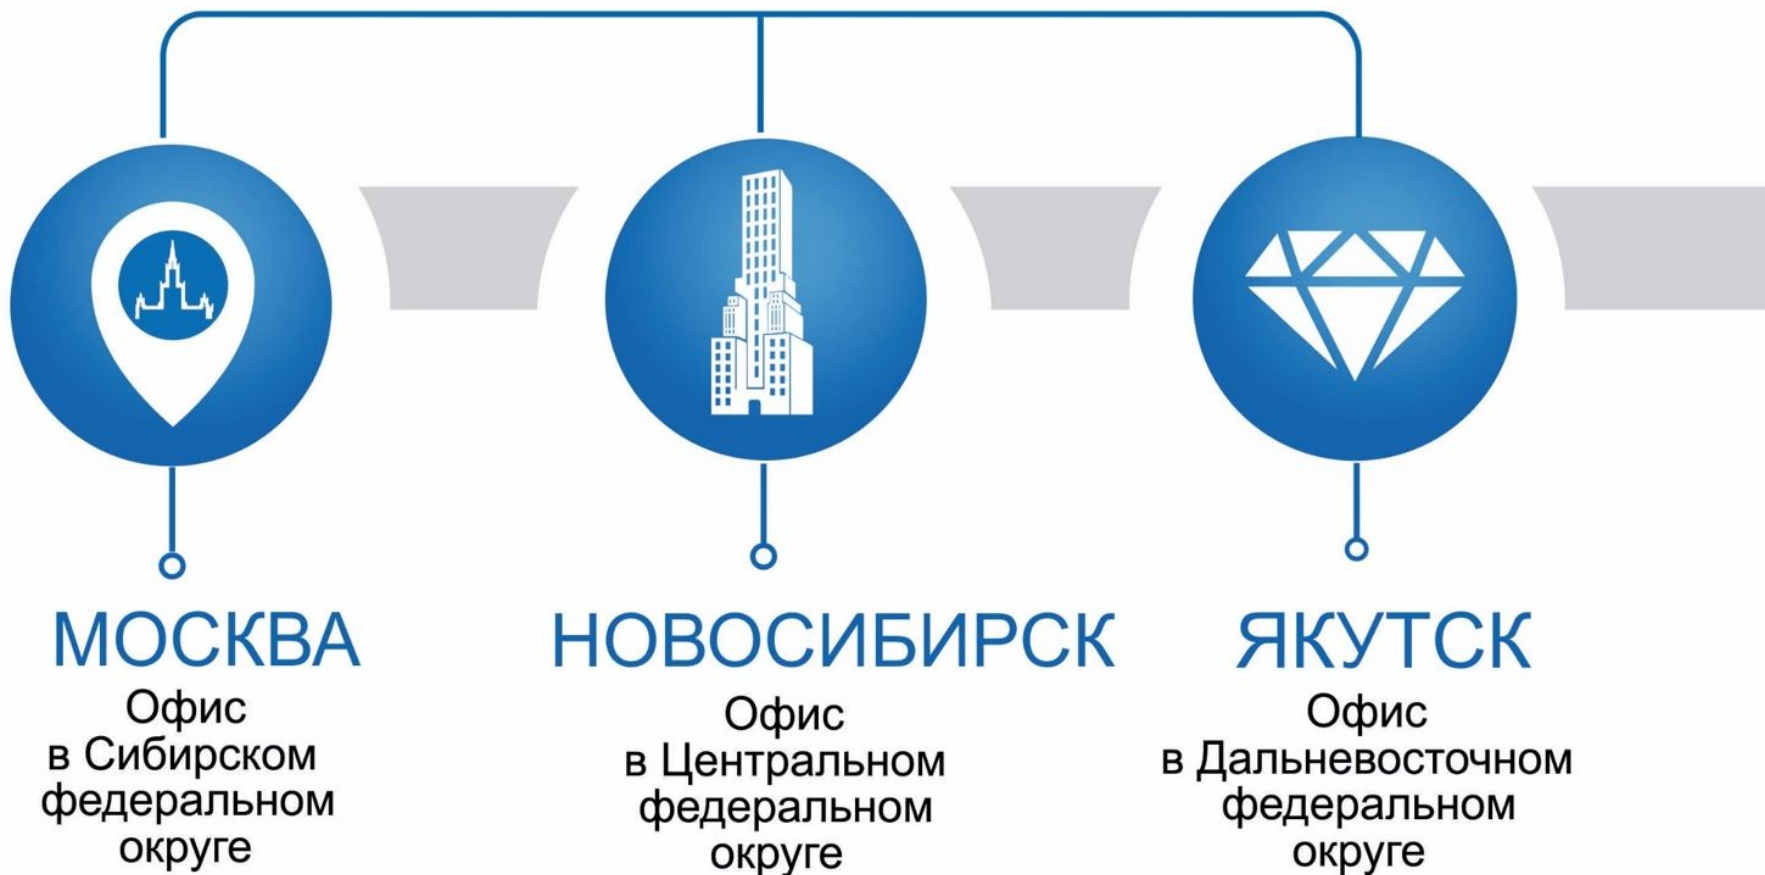 МОСКВА
Офис
в Сибирском
федеральном
округе
НОВОСИБИРСК
Офис
в Центральном
федеральном
округе
ЯКУТСК
Офис
в Дальневосточном
федеральном
округе